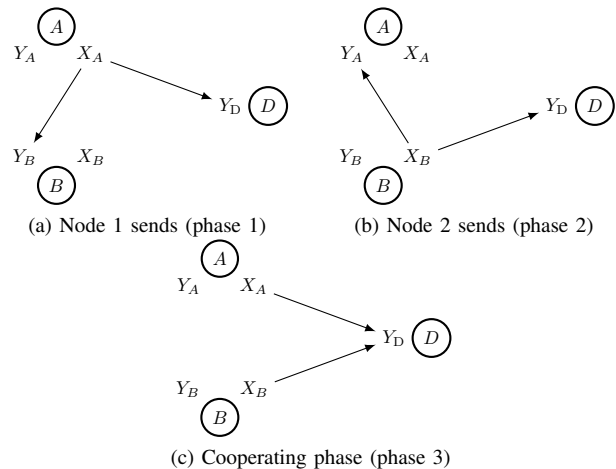 A
A
Y_A X_A
Y_A X_A
Y_D D
Y_D D
Y_B X_B
Y_B X_B
B
B
(a) Node 1 sends (phase 1)
(b) Node 2 sends (phase 2)
A
Y_A X_A
Y_D D
Y_B X_B
B
(c) Cooperating phase (phase 3)